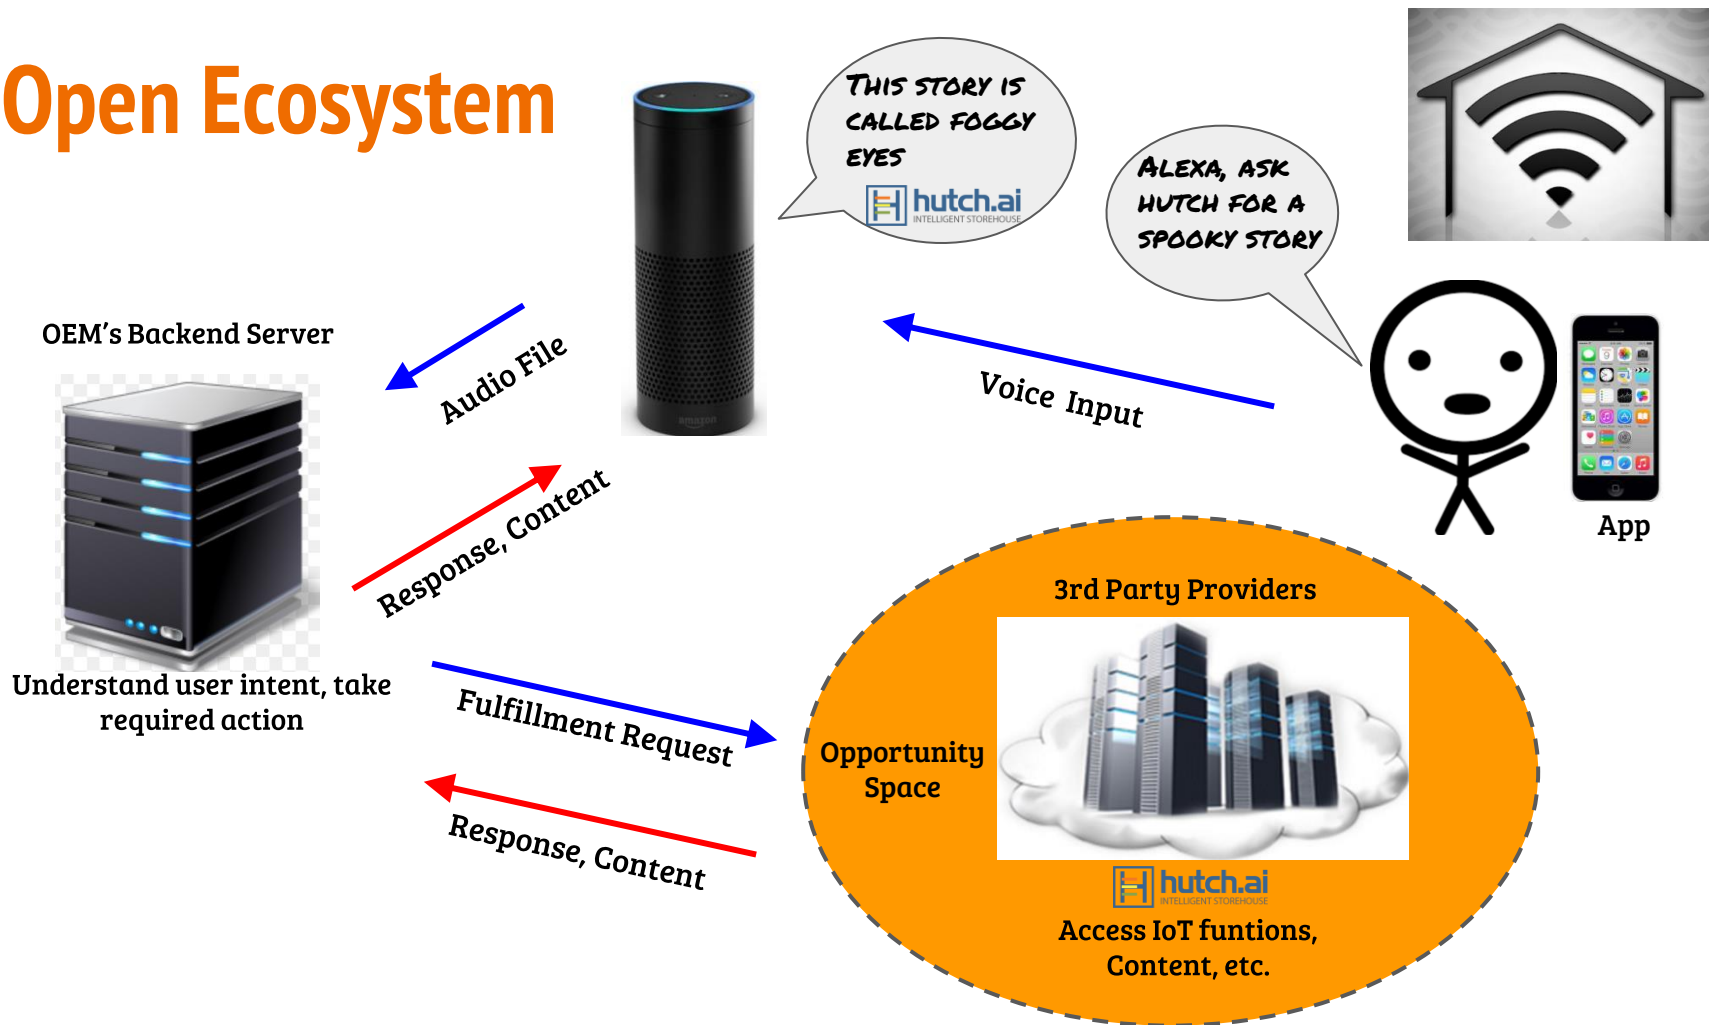 Open Ecosystem
THIS STORY IS
CALLED FOGGY
EYES
hutch.ai
INTELLIGENT STOREHOUSE
ALEXA, ASK
HUTCH FOR A
SPOOKY STORY
OEM's Backend Server
Audio File
amazon
Voice Input
App
Response, Content
Understand user intent, take
required action
Fulfillment Request
Response, Content
3rd Party Providers
Opportunity
Space
hutch.ai
INTELLIGENT STOREHOUSE
Access IoT funtions,
Content, etc.